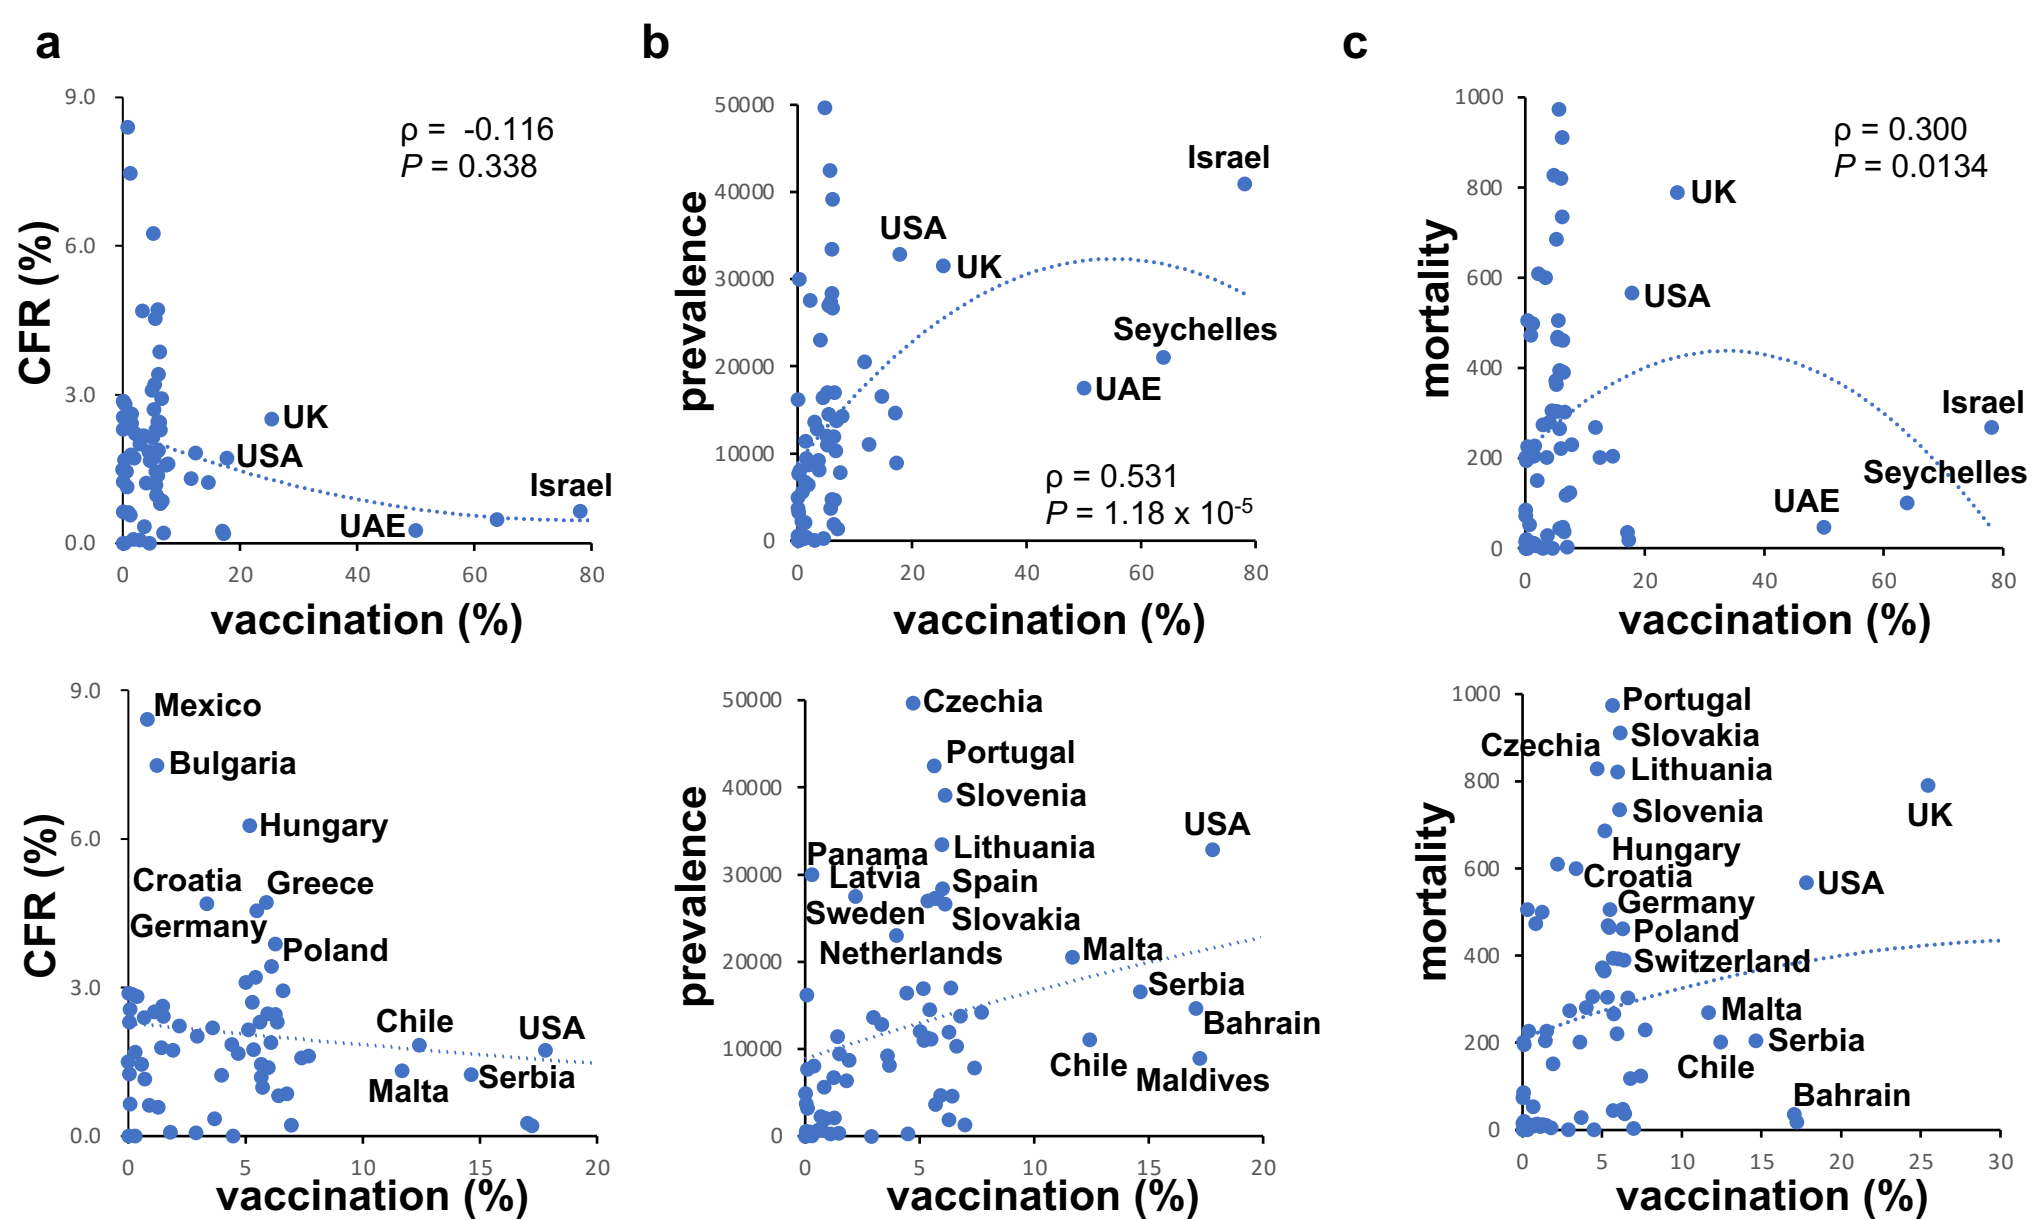 a
b
c
9.0
6.0
3.0
0.0
0
20
40
60
80
CFR (%)
vaccination (%)
ρ = -0.116
P = 0.338
UK
USA
Israel
UAE
50000
40000
30000
20000
10000
0
0
20
40
60
80
prevalence
vaccination (%)
Israel
USA
UK
Seychelles
UAE
ρ = 0.531
P = 1.18 x 10-5
1000
800
600
400
200
0
0
20
40
60
80
mortality
vaccination (%)
ρ = 0.300
P = 0.0134
UK
USA
Israel
Seychelles
UAE
9.0
6.0
3.0
0.0
0
5
10
15
20
CFR (%)
vaccination (%)
Mexico
Bulgaria
Hungary
Croatia
Greece
Germany
Poland
Chile
USA
Malta
Serbia
50000
40000
30000
20000
10000
0
0
5
10
15
20
prevalence
vaccination (%)
Czechia
Portugal
Slovenia
USA
Panama
Lithuania
Latvia
Spain
Sweden
Slovakia
Netherlands
Malta
Serbia
Bahrain
Chile
Maldives
1000
800
600
400
200
0
0
5
10
15
20
25
30
mortality
vaccination (%)
Portugal
Slovakia
Czechia
Lithuania
Slovenia
UK
Hungary
Croatia
USA
Germany
Poland
Switzerland
Malta
Serbia
Chile
Bahrain